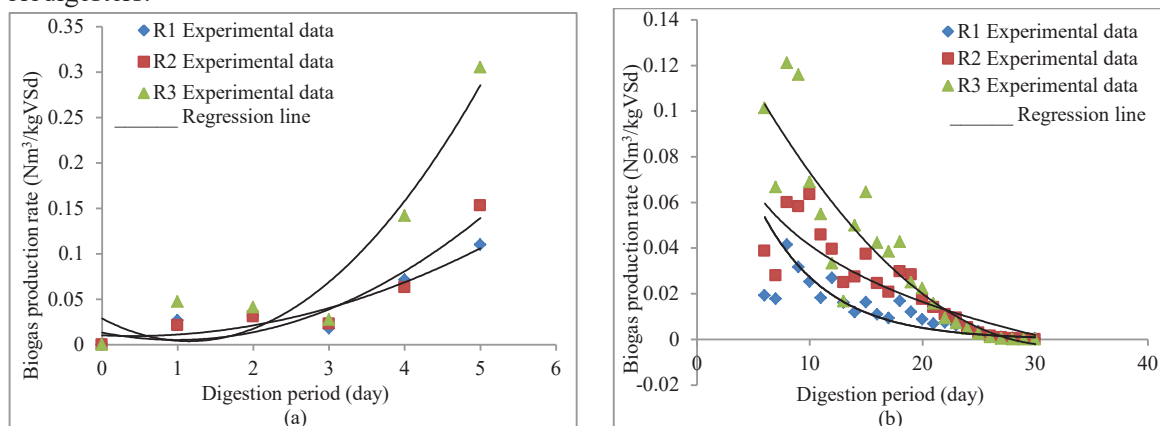 R1 Experimental data
R2 Experimental data
R3 Experimental data
Regression line
Biogas production rate (Nm³/kgVSd)
0.35
0.3
0.25
0.2
0.15
0.1
0.05
0
0 1 2 3 4 5 6
Digestion period (day)
(a)
R1 Experimental data
R2 Experimental data
R3 Experimental data
Regression line
Biogas production rate (Nm³/kgVSd)
0.14
0.12
0.1
0.08
0.06
0.04
0.02
0
-0.02
0 10 20 30 40
Digestion period (day)
(b)